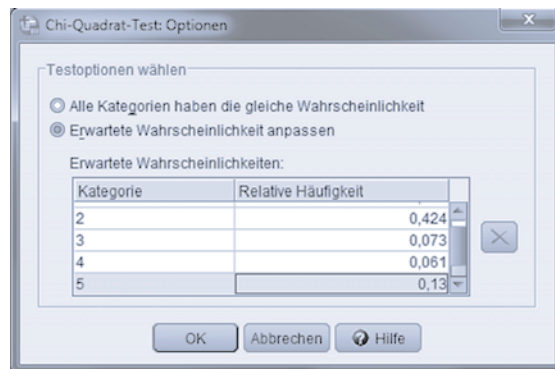 Chi-Quadrat-Test: Optionen
Testoptionen wählen
Alle Kategorien haben die gleiche Wahrscheinlichkeit
Erwartete Wahrscheinlichkeit anpassen
Erwartete Wahrscheinlichkeiten:
Kategorie Relative Häufigkeit
2 0,424
3 0,073
4 0,061
5 0,13
OK Abbrechen Hilfe